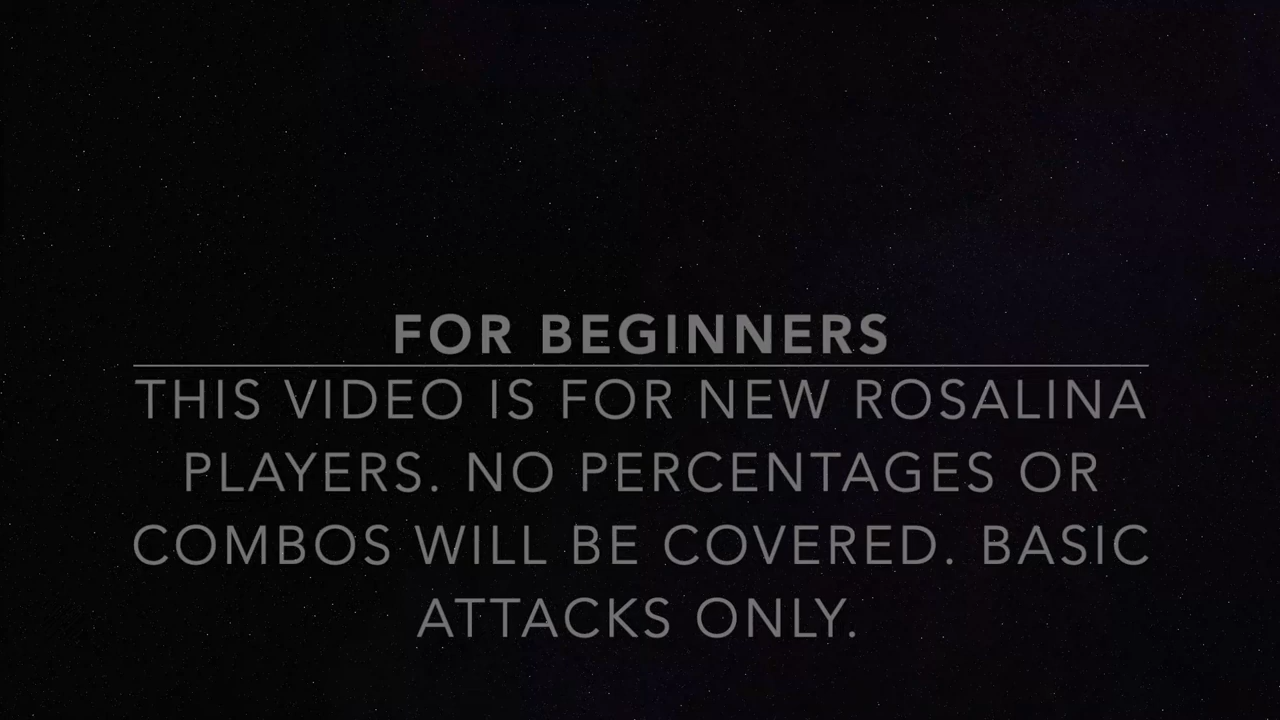 FOR BEGINNERS
THIS VIDEO IS FOR NEW ROSALINA
PLAYERS. NO PERCENTAGES OR
COMBOS WILL BE COVERED. BASIC
ATTACKS ONLY.